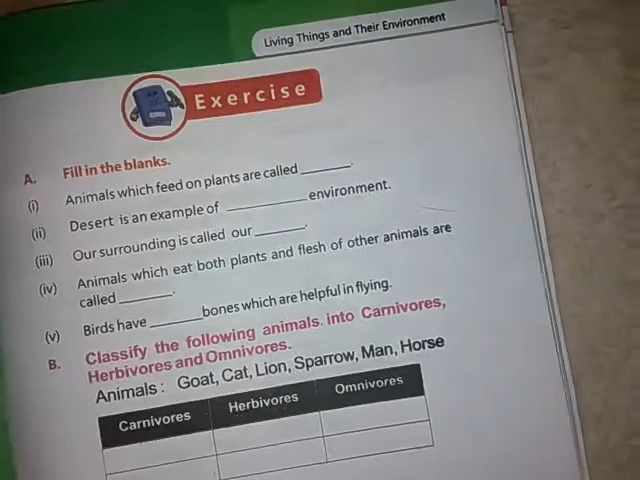 Living Things and Their Environment
Exercise
A. Fill in the blanks.
(i) Animals which feed on plants are called ______.
(ii) Desert is an example of ________ environment.
(iii) Our surrounding is called our ______.
(iv) Animals which eat both plants and flesh of other animals are
called ______.
(v) Birds have ______ bones which are helpful in flying.
B. Classify the following animals. into Carnivores,
Herbivores and Omnivores.
Animals : Goat, Cat, Lion, Sparrow, Man, Horse
Carnivores Herbivores Omnivores